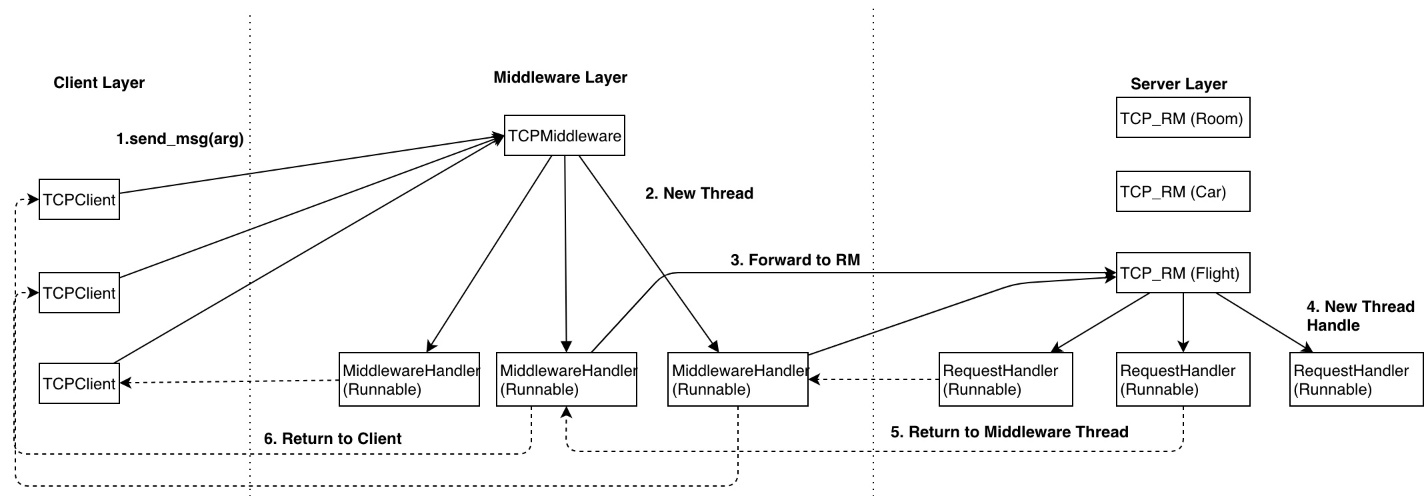 Client Layer
Middleware Layer
Server Layer
TCP_RM (Room)
1.send_msg(arg)
TCPMiddleware
TCPClient
2. New Thread
TCP_RM (Car)
3. Forward to RM
TCP_RM (Flight)
TCPClient
4. New Thread
Handle
TCPClient
MiddlewareHandler
(Runnable)
MiddlewareHandler
(Runnable)
MiddlewareHandler
(Runnable)
RequestHandler
(Runnable)
RequestHandler
(Runnable)
RequestHandler
(Runnable)
6. Return to Client
5. Return to Middleware Thread